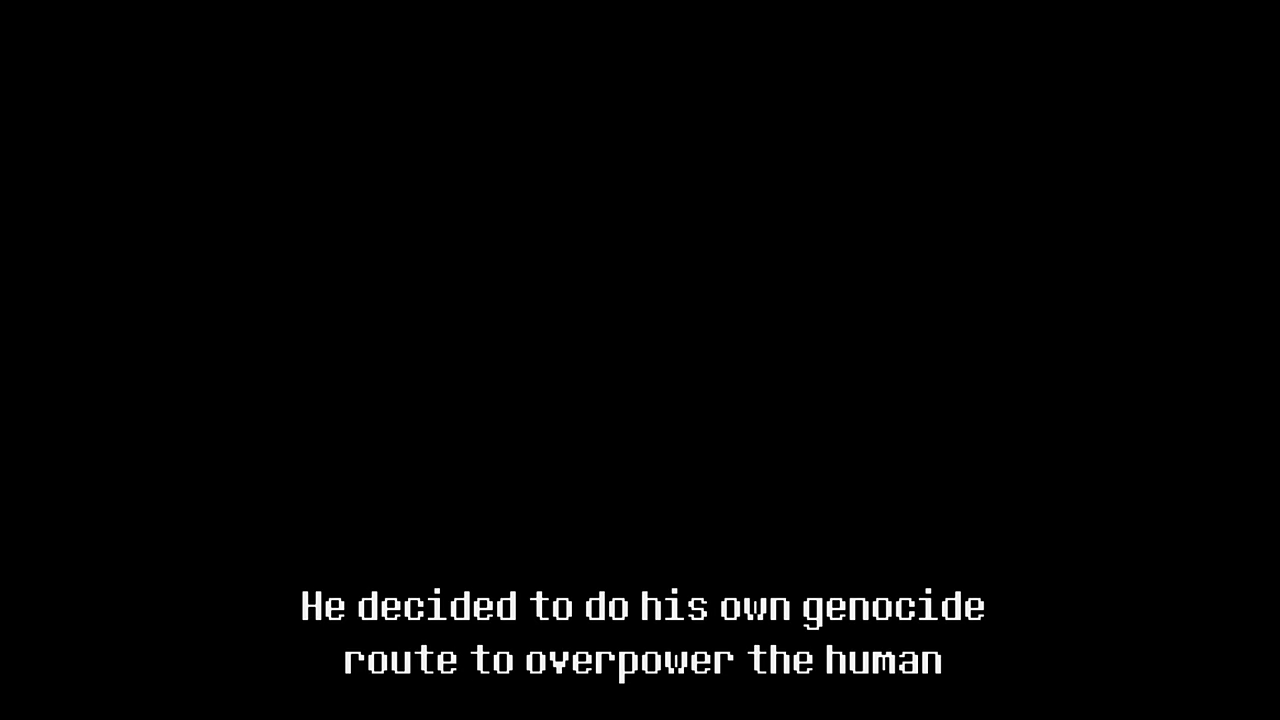 He decided to do his own genocide
route to overpower the human